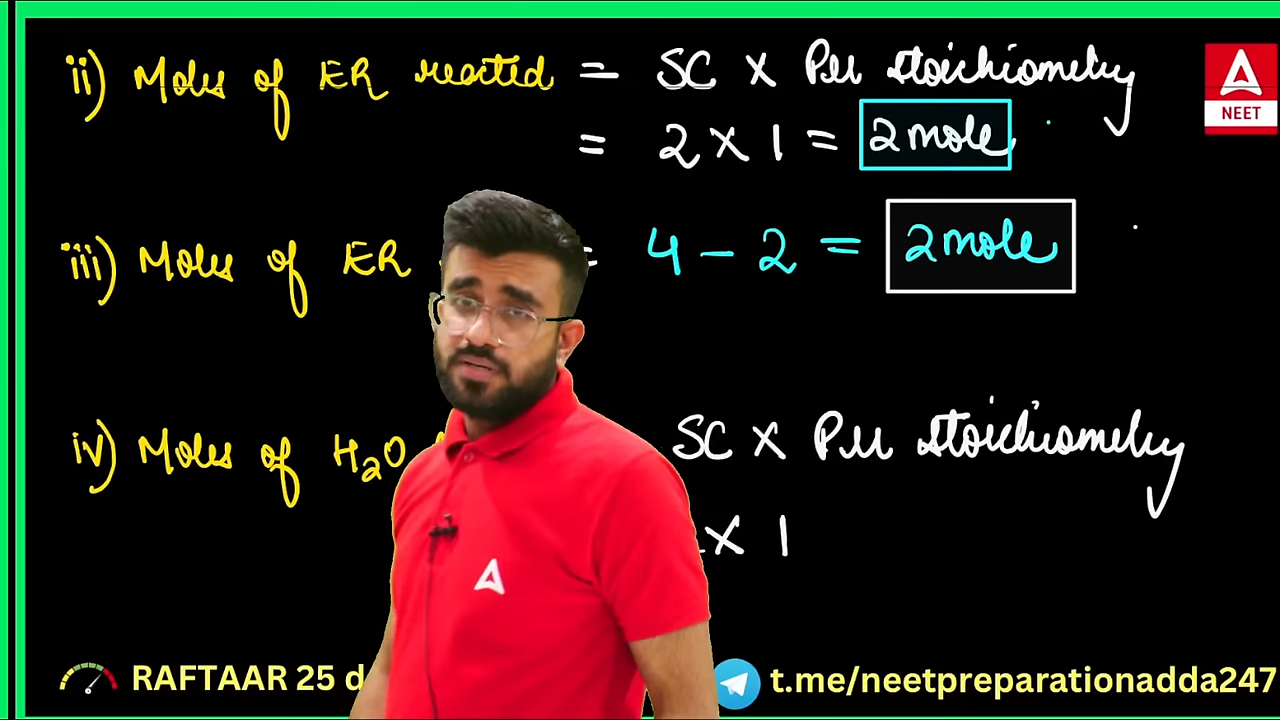 ii) Moles of ER reacted = SC X Per stoichiometry
= 2 X 1 = 2 mole
NEET
iii) Moles of ER = 4 - 2 = 2 mole
iv) Moles of H₂O SC X Per stoichiometry
X 1
RAFTAAR 25 d
t.me/neetpreparationadda247